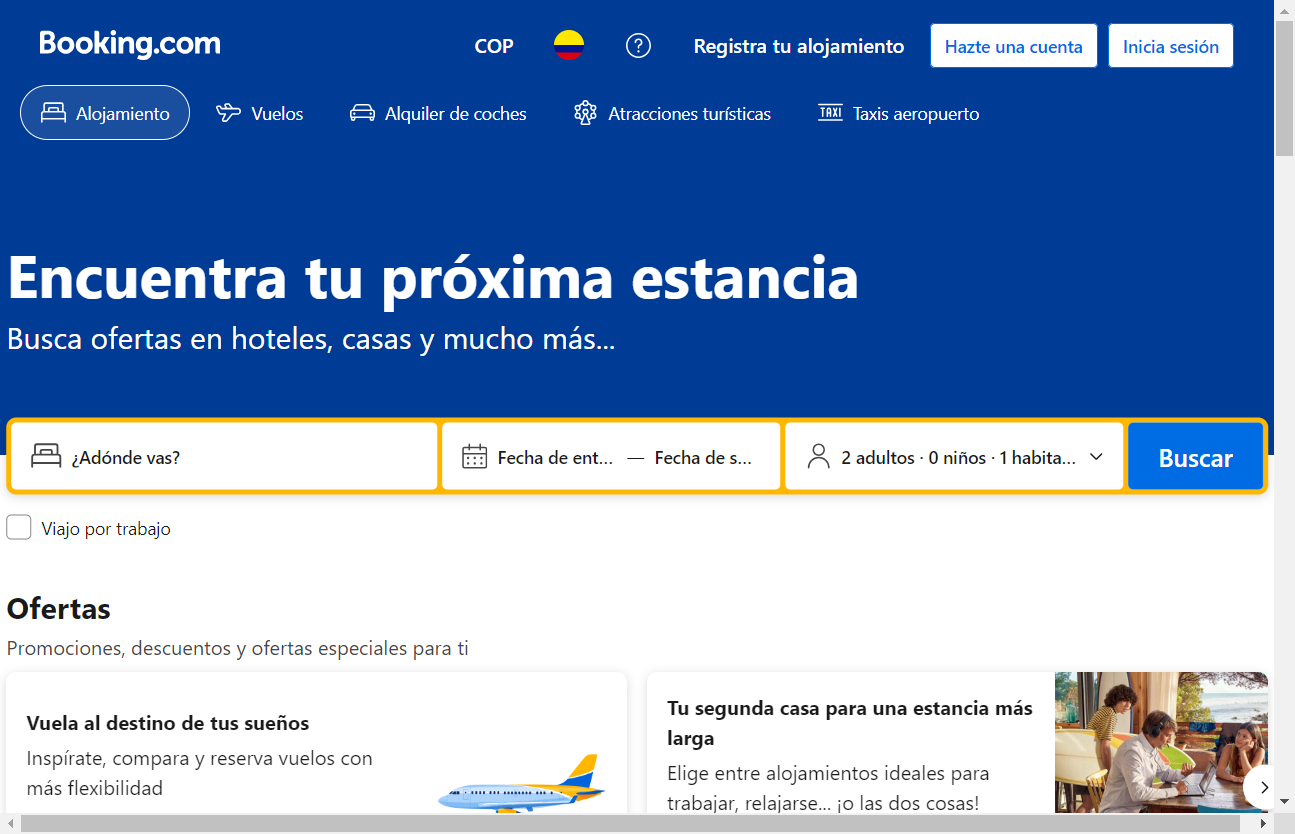 Booking.com
COP
Registra tu alojamiento
Hazte una cuenta
Inicia sesión
Alojamiento
Vuelos
Alquiler de coches
Atracciones turísticas
TAXI
Taxis aeropuerto
Encuentra tu próxima estancia
Busca ofertas en hoteles, casas y mucho más...
¿Adónde vas?
Fecha de ent... — Fecha de s...
2 adultos · 0 niños · 1 habita...
Buscar
Viajo por trabajo
Ofertas
Promociones, descuentos y ofertas especiales para ti
Vuela al destino de tus sueños
Inspírate, compara y reserva vuelos con
más flexibilidad
Tu segunda casa para una estancia más
larga
Elige entre alojamientos ideales para
trabajar, relajarse... ¡o las dos cosas!